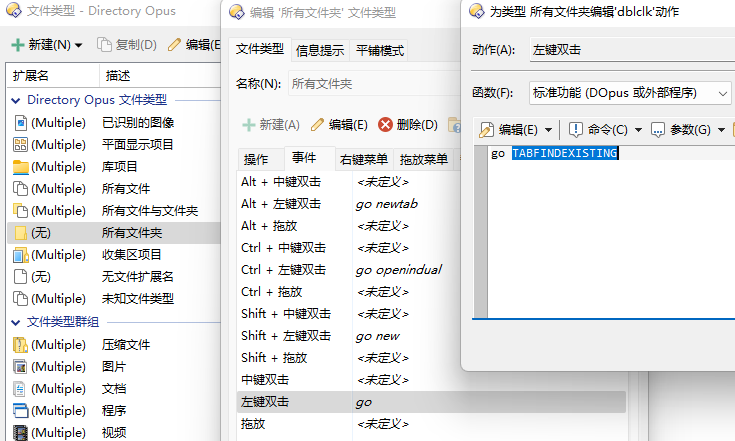 文件类型 - Directory Opus
新建(N)
复制(D)
编辑(E
扩展名
描述
Directory Opus 文件类型
(Multiple) 已识别的图像
(Multiple) 平面显示项目
(Multiple) 库项目
(Multiple) 所有文件
(Multiple) 所有文件与文件夹
(无) 所有文件夹
(Multiple) 收集区项目
(无) 无文件扩展名
(Multiple) 未知文件类型
文件类型群组
(Multiple) 压缩文件
(Multiple) 图片
(Multiple) 文档
(Multiple) 程序
(Multiple) 视频
编辑 '所有文件夹' 文件类型
文件类型 信息提示 平铺模式
名称(N): 所有文件夹
新建(A) 编辑(E) 删除(D)
操作 事件 右键菜单 拖放菜单
Alt + 中键双击 <未定义>
Alt + 左键双击 go newtab
Alt + 拖放 <未定义>
Ctrl + 中键双击 <未定义>
Ctrl + 左键双击 go openindual
Ctrl + 拖放 <未定义>
Shift + 中键双击 <未定义>
Shift + 左键双击 go new
Shift + 拖放 <未定义>
中键双击 <未定义>
左键双击 go
拖放 <未定义>
为类型 所有文件夹编辑'dblclk'动作
动作(A): 左键双击
函数(F): 标准功能 (DOpus 或外部程序)
编辑(E) 命令(C) 参数(G)
go TABFINDEXISTING